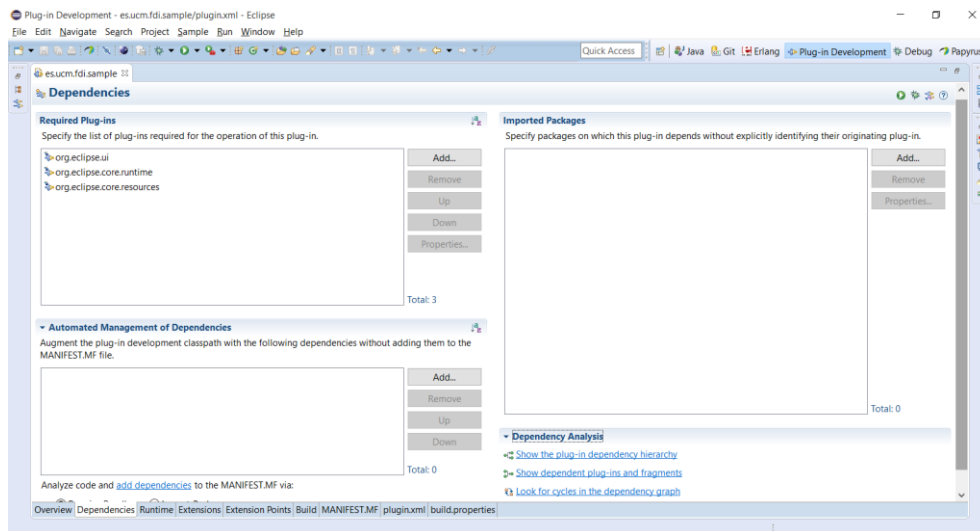 Plug-in Development - es.ucm.fdi.sample/plugin.xml - Eclipse
File Edit Navigate Search Project Sample Run Window Help
Quick Access Java Git Erlang Plug-in Development Debug Papyrus
es.ucm.fdi.sample
Dependencies
Required Plug-ins
Specify the list of plug-ins required for the operation of this plug-in.
org.eclipse.ui
org.eclipse.core.runtime
org.eclipse.core.resources
Add...
Remove
Up
Down
Properties...
Total: 3
Automated Management of Dependencies
Augment the plug-in development classpath with the following dependencies without adding them to the
MANIFEST.MF file.
Add...
Remove
Up
Down
Total: 0
Analyze code and add dependencies to the MANIFEST.MF via:
Imported Packages
Specify packages on which this plug-in depends without explicitly identifying their originating plug-in.
Add...
Remove
Properties...
Total: 0
Dependency Analysis
Show the plug-in dependency hierarchy
Show dependent plug-ins and fragments
Look for cycles in the dependency graph
Overview Dependencies Runtime Extensions Extension Points Build MANIFEST.MF plugin.xml build.properties